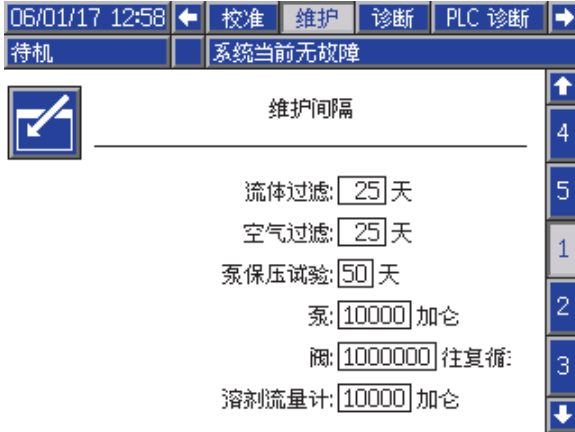 06/01/17 12:58 校准 维护 诊断 PLC 诊断
待机 系统当前无故障
维护间隔
4
流体过滤: 25 天
5
空气过滤: 25 天
1
泵保压试验: 50 天
泵: 10000 加仑
2
阀: 1000000 往复循
3
溶剂流量计: 10000 加仑